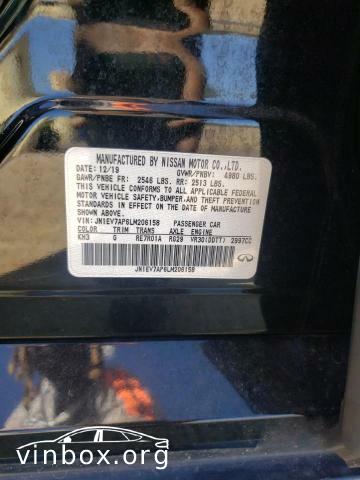 MANUFACTURED BY NISSAN MOTOR CO.,LTD.
DATE: 12/19 GVWR/PNBV: 4980 LBS.
GAWR/PNBE FR: 2546 LBS. RR: 2513 LBS.
THIS VEHICLE CONFORMS TO ALL APPLICABLE FEDERAL
MOTOR VEHICLE SAFETY,BUMPER, AND THEFT PREVENTION
STANDARDS IN EFFECT ON THE DATE OF MANUFACTURE
SHOWN ABOVE.
VIN: JN1EV7AP6LM206158 PASSENGER CAR
COLOR TRIM TRANS AXLE ENGINE
KH3 G RE7R01A RG29 VR30(DDTT) 2997CC
JN1EV7AP6LM206158
vinbox.org